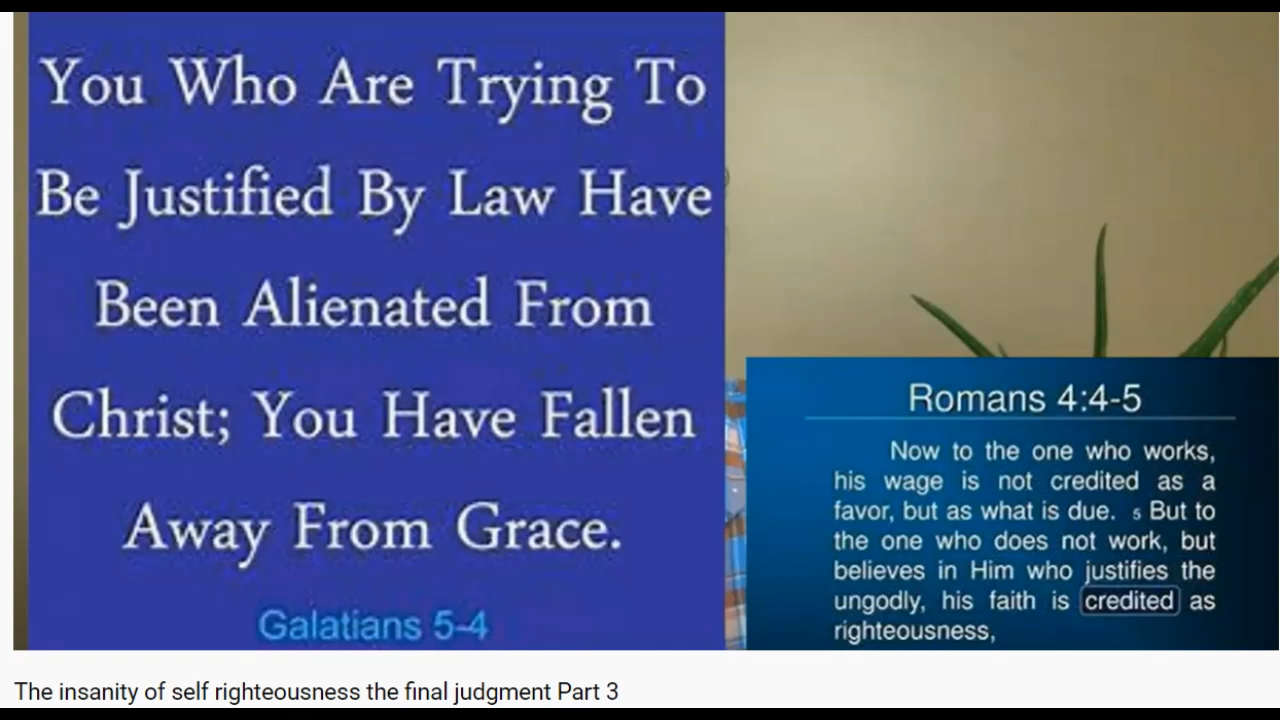 You Who Are Trying To
Be Justified By Law Have
Been Alienated From
Christ; You Have Fallen
Away From Grace.
Galatians 5-4
Romans 4:4-5
Now to the one who works,
his wage is not credited as a
favor, but as what is due. 5 But to
the one who does not work, but
believes in Him who justifies the
ungodly, his faith is credited as
righteousness,
The insanity of self righteousness the final judgment Part 3